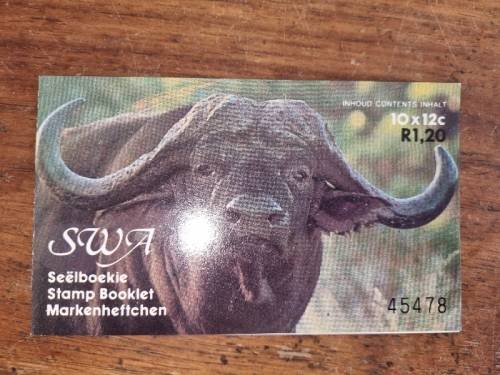 INHOUD CONTENTS INHALT
10 x 12c
R1,20
SWA
Seëlboekie
Stamp Booklet
Markenheftchen
45478